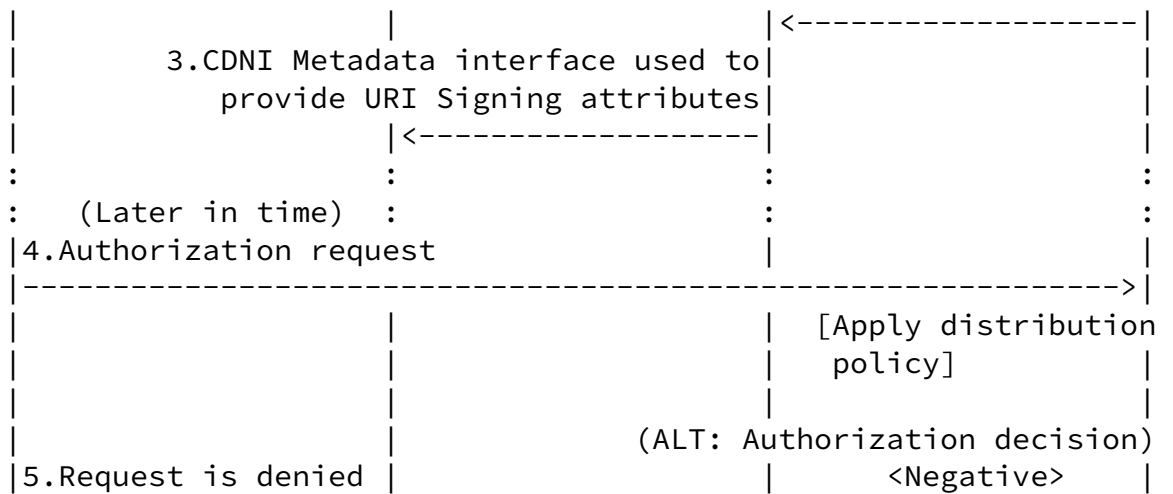 |                    |                    |<-------------------|
|        3.CDNI Metadata interface used to|                    |
|           provide URI Signing attributes|                    |
|                    |<-------------------|                    |
:                    :                    :                    :
:   (Later in time)  :                    :                    :
|4.Authorization request                  |                    |
|------------------------------------------------------------->|
|                    |                    |  [Apply distribution
|                    |                    |   policy]          |
|                    |                    |                    |
|                    |             (ALT: Authorization decision)
|5.Request is denied |                    |      <Negative>    |